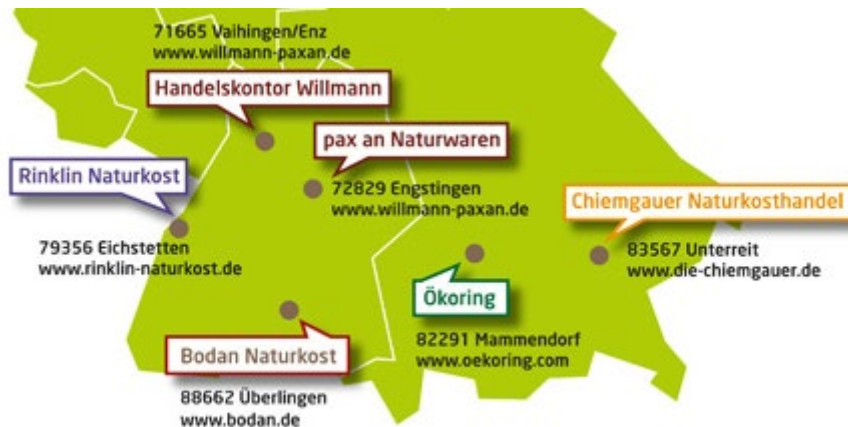 71665 Vaihingen/Enz
www.willmann-paxan.de
Handelskontor Willmann
pax an Naturwaren
72829 Engstingen
www.willmann-paxan.de
Rinklin Naturkost
79356 Eichstetten
www.rinklin-naturkost.de
Chiemgauer Naturkosthandel
83567 Unterreit
www.die-chiemgauer.de
Ökoring
82291 Mammendorf
www.oekoring.com
Bodan Naturkost
88662 Überlingen
www.bodan.de